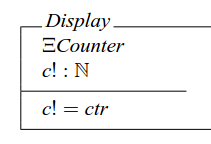 Display
ΞCounter
c! : ℕ
c! = ctr